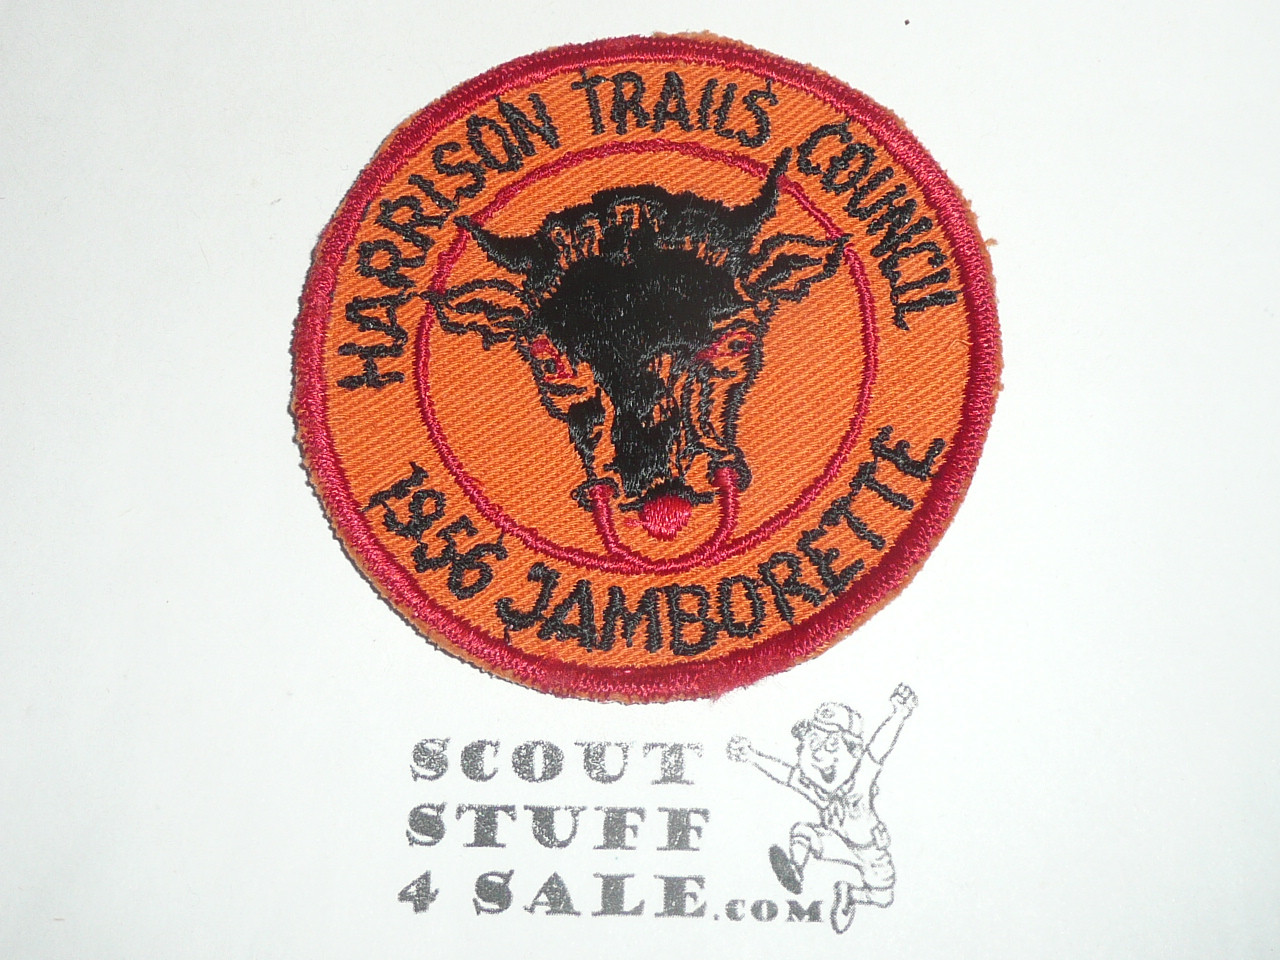 HARRISON TRAILS COUNCIL
1956 JAMBORETTE
SCOUT
STUFF
4 SALE.COM